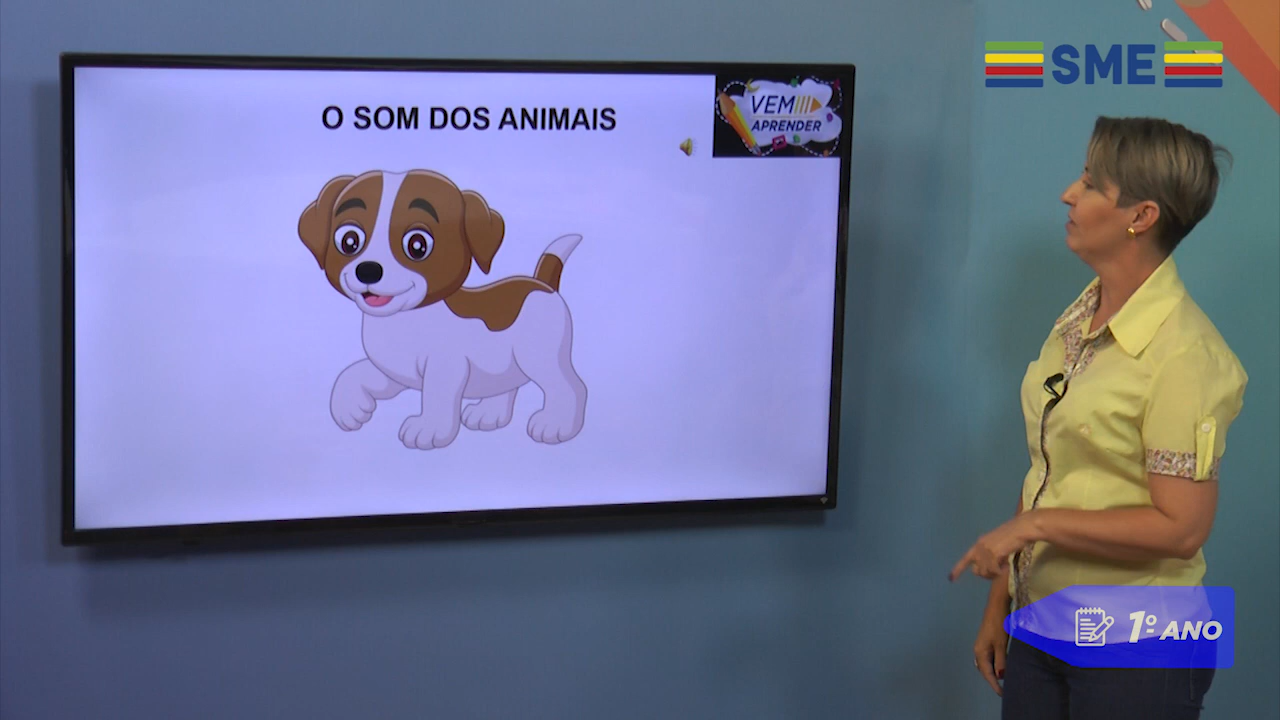 O SOM DOS ANIMAIS
VEM
APRENDER
SME
1º ANO